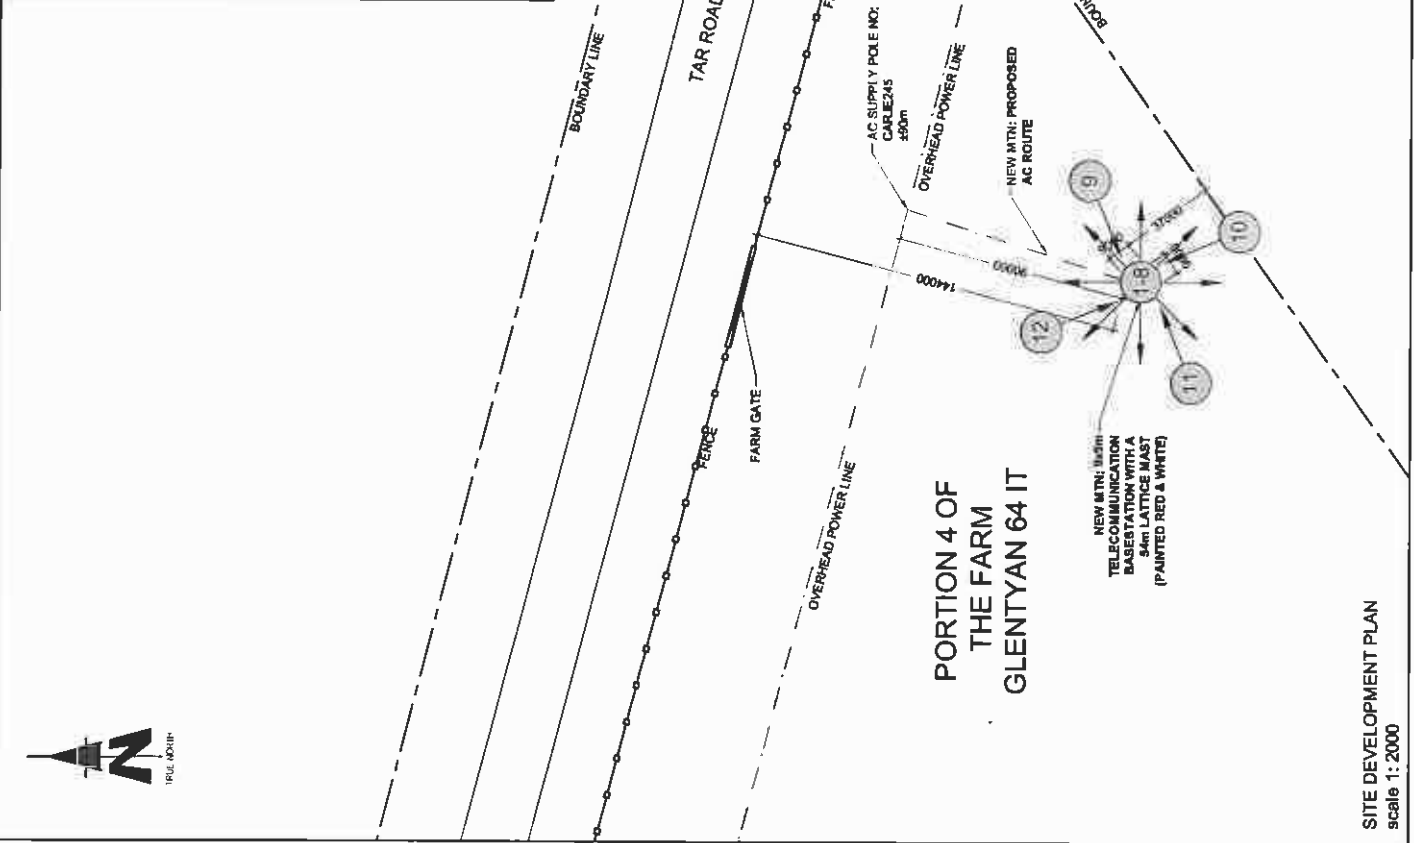 BOUNDARY LINE
TAR ROAD
AC SUPPLY POLE NO:
CARJE245
±90m
OVERHEAD POWER LINE
NEW MTN: PROPOSED
AC ROUTE
9
37000
10
90000
144000
1-8
12
11
FARM GATE
FENCE
OVERHEAD POWER LINE
PORTION 4 OF
THE FARM
GLENTYAN 64 IT
NEW MTN:
TELECOMMUNICATION
BASESTATION WITH A
54m LATTICE MAST
(PAINTED RED & WHITE)
N
TRUE NORTH
SITE DEVELOPMENT PLAN
scale 1: 2000